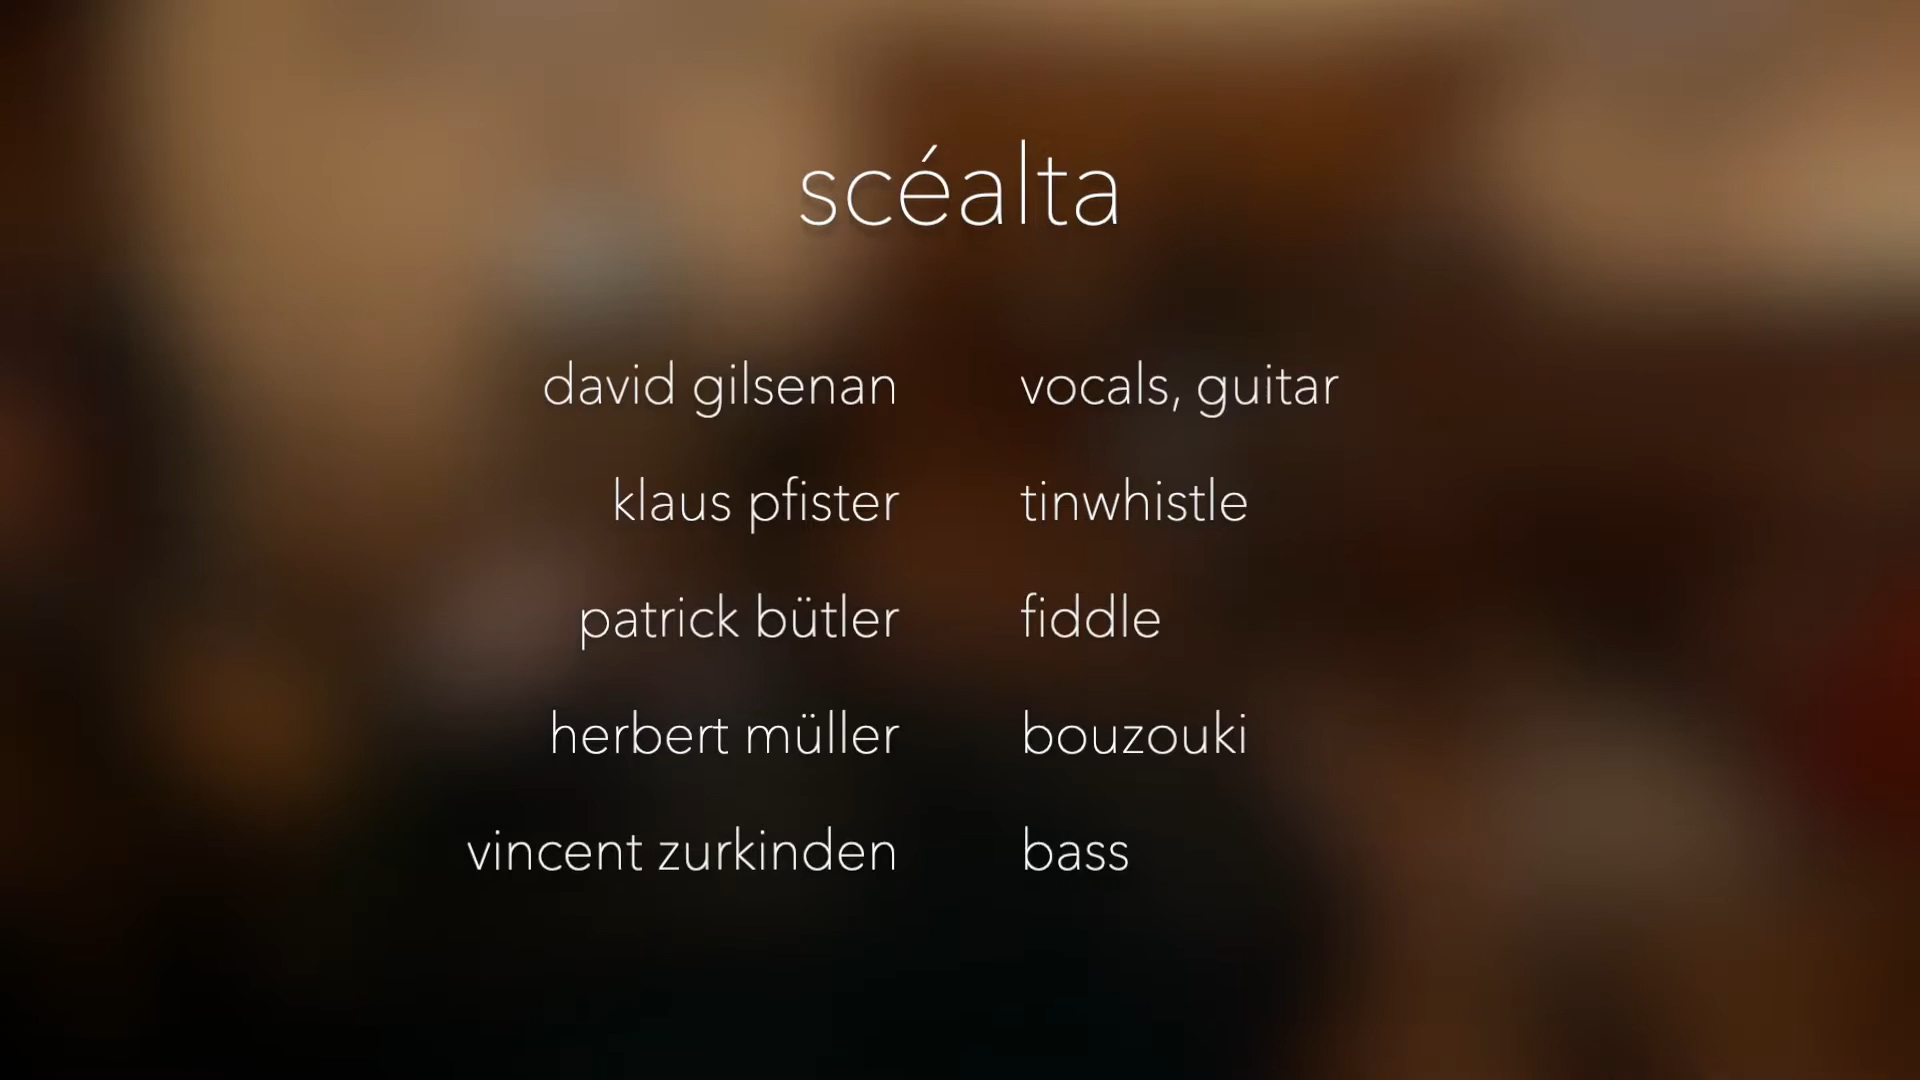 scéalta
david gilsenan vocals, guitar
klaus pfister tinwhistle
patrick bütler fiddle
herbert müller bouzouki
vincent zurkinden bass